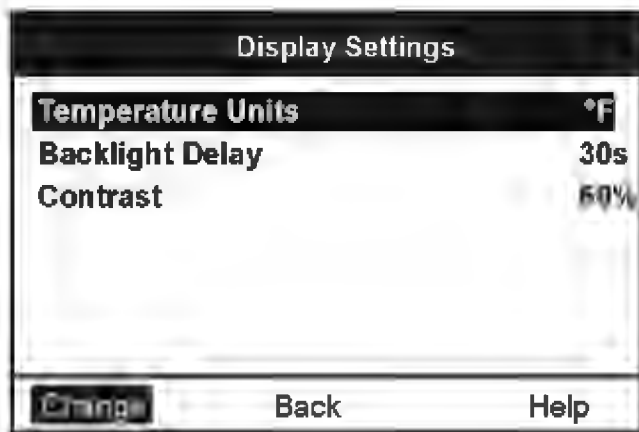 Display Settings
Temperature Units °F
Backlight Delay 30s
Contrast 60%
Change Back Help